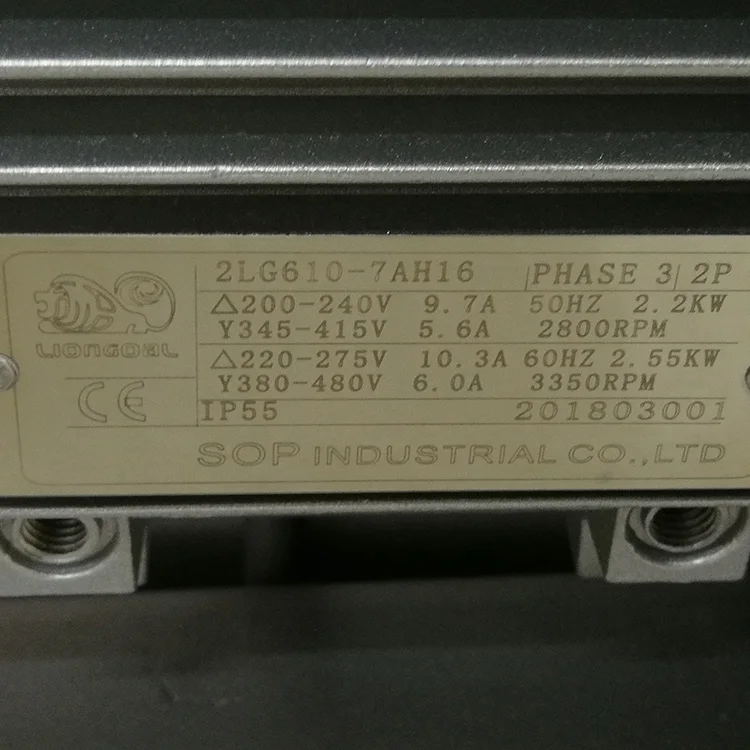 2LG610-7AH16 PHASE 3 2P
△200-240V 9.7A 50HZ 2.2KW
Y345-415V 5.6A 2800RPM
LIONGOAL
△220-275V 10.3A 60HZ 2.55KW
Y380-480V 6.0A 3350RPM
CE
IP55 201803001
SOP INDUSTRIAL CO.,LTD